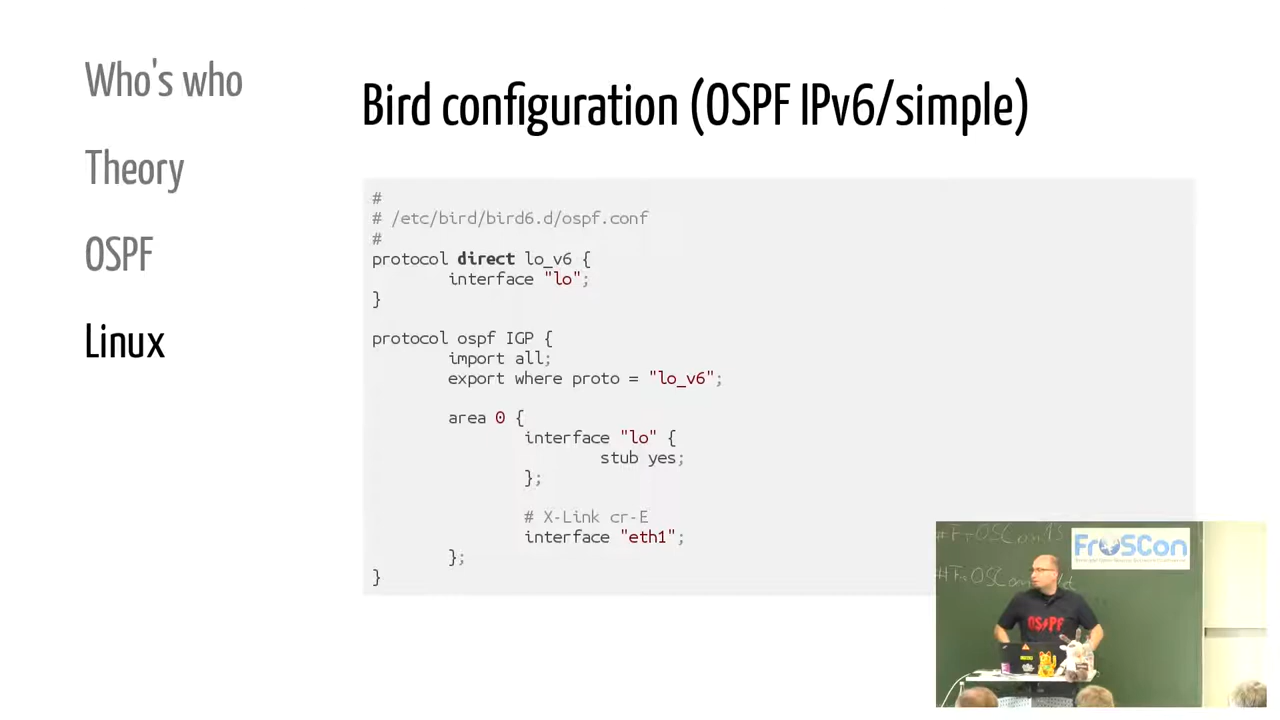 Who's who
Theory
OSPF
Linux
Bird configuration (OSPF IPv6/simple)
#
# /etc/bird/bird6.d/ospf.conf
#
protocol direct lo_v6 {
interface "lo";
}
protocol ospf IGP {
import all;
export where proto = "lo_v6";
area 0 {
interface "lo" {
stub yes;
};
# X-Link cr-E
interface "eth1";
};
}
#FrOSCon13
FrOSCon
OSPF